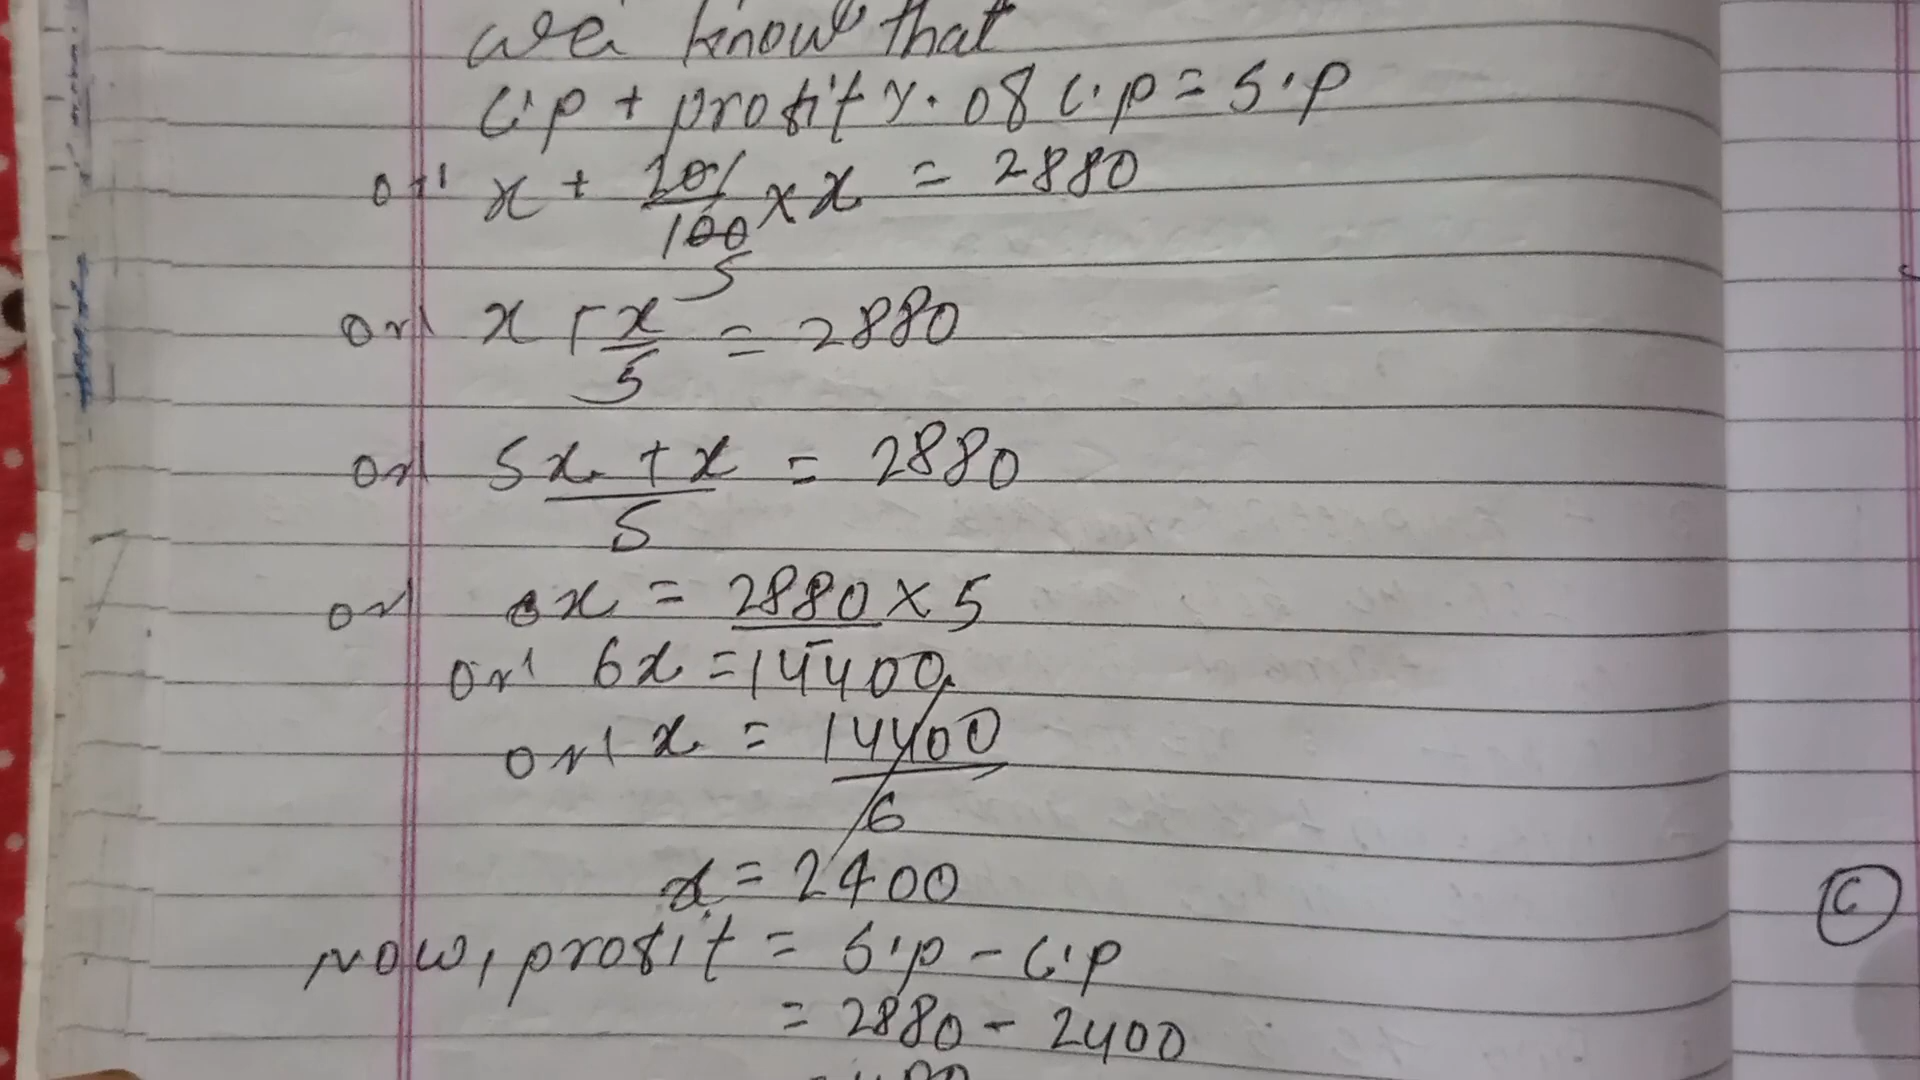 we know that
C.p + profit %. of C.p = S.p
or, x + 20/100 × x = 2880
5
or, x + x/5 = 2880
or, 5x + x/5 = 2880
or, 6x = 2880 × 5
or, 6x = 14400
or, x = 14400/6
x = 2400
Now, profit = S.p - C.p
= 2880 - 2400
C